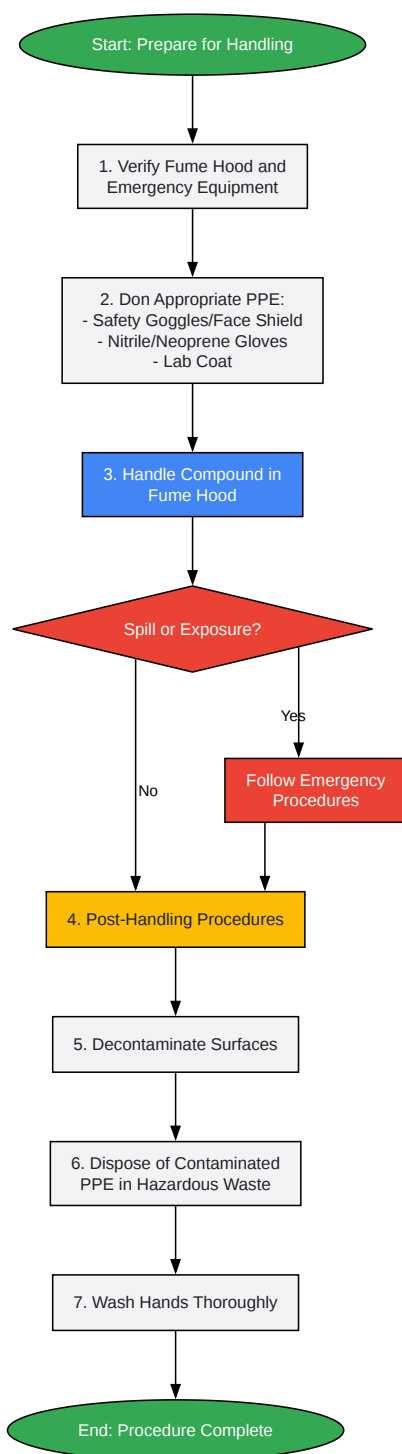 Start: Prepare for Handling
1. Verify Fume Hood and
Emergency Equipment
2. Don Appropriate PPE:
- Safety Goggles/Face Shield
- Nitrile/Neoprene Gloves
- Lab Coat
3. Handle Compound in
Fume Hood
Spill or Exposure?
Yes
Follow Emergency
Procedures
No
4. Post-Handling Procedures
5. Decontaminate Surfaces
6. Dispose of Contaminated
PPE in Hazardous Waste
7. Wash Hands Thoroughly
End: Procedure Complete